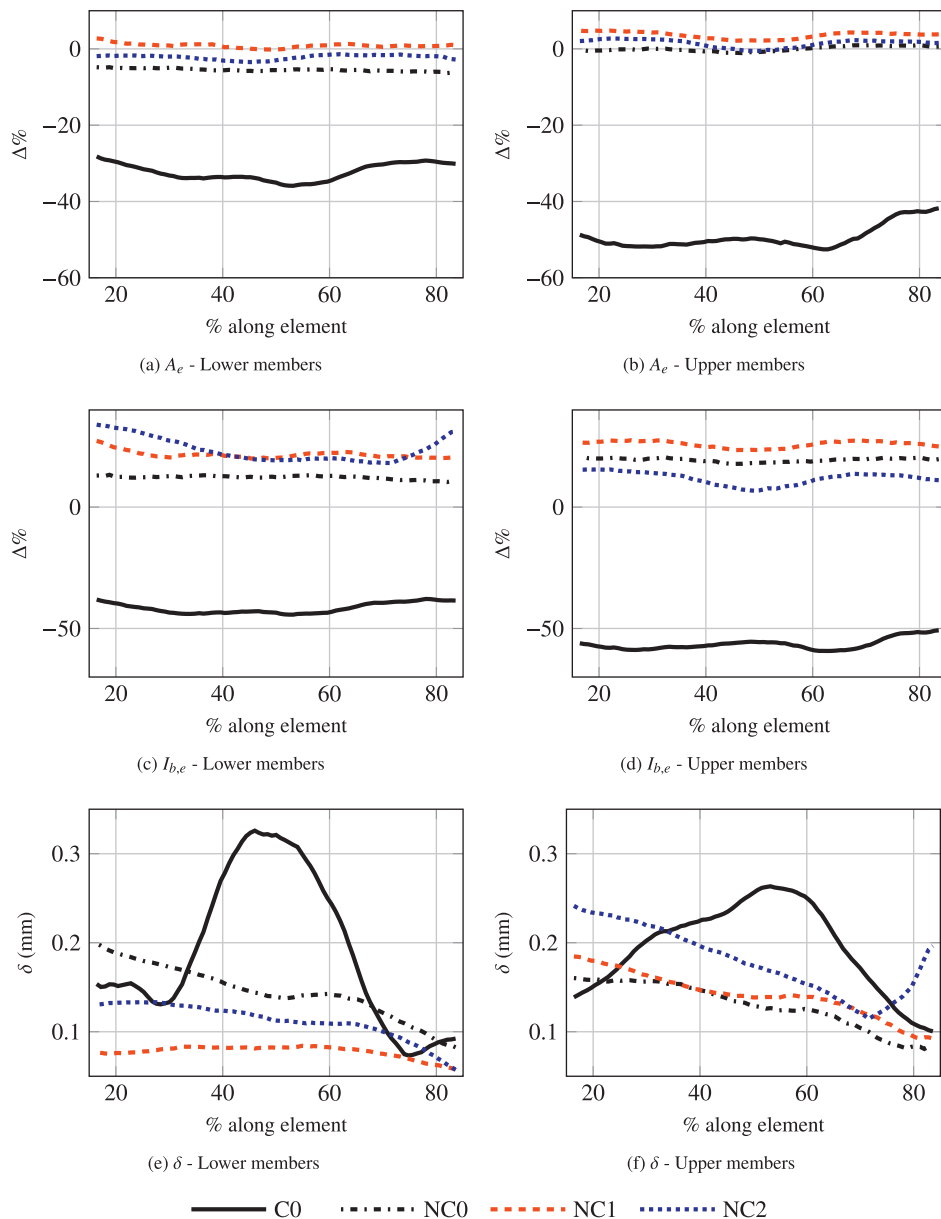 0
−20
−40
−60
Δ%
20 40 60 80
% along element
(a) A_e - Lower members
0
−20
−40
−60
Δ%
20 40 60 80
% along element
(b) A_e - Upper members
0
−50
Δ%
20 40 60 80
% along element
(c) I_{b,e} - Lower members
0
−50
Δ%
20 40 60 80
% along element
(d) I_{b,e} - Upper members
0.3
0.2
0.1
δ (mm)
20 40 60 80
% along element
(e) δ - Lower members
0.3
0.2
0.1
δ (mm)
20 40 60 80
% along element
(f) δ - Upper members
C0 NC0 NC1 NC2